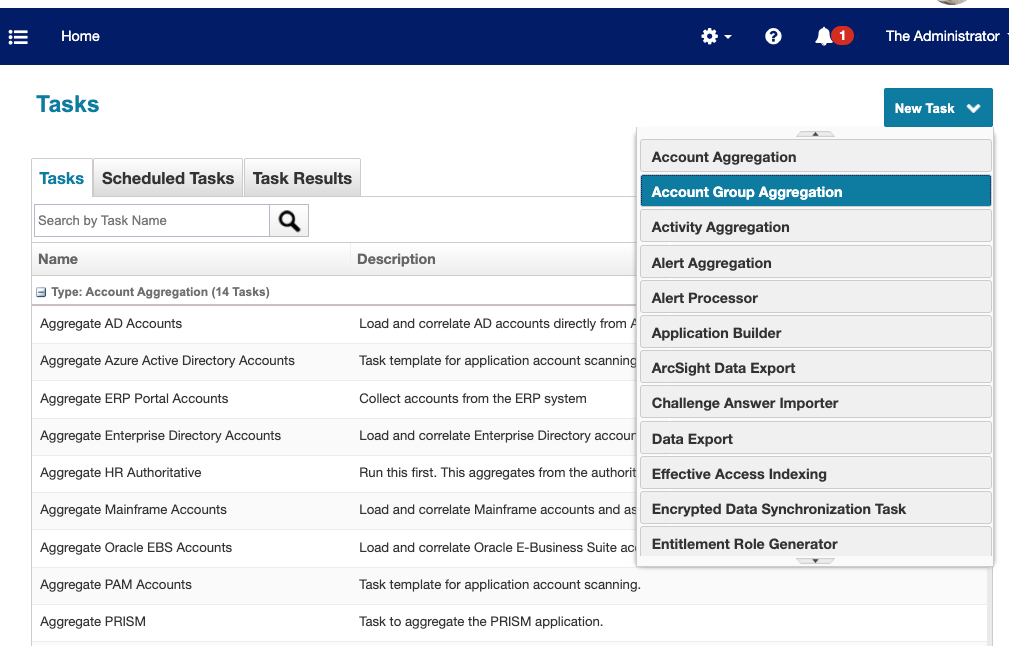 Home
1
The Administrator
Tasks
New Task
Tasks
Scheduled Tasks
Task Results
Search by Task Name
Name
Description
Type: Account Aggregation (14 Tasks)
Aggregate AD Accounts
Load and correlate AD accounts directly from
Aggregate Azure Active Directory Accounts
Task template for application account scanning
Aggregate ERP Portal Accounts
Collect accounts from the ERP system
Aggregate Enterprise Directory Accounts
Load and correlate Enterprise Directory accour
Aggregate HR Authoritative
Run this first. This aggregates from the authorit
Aggregate Mainframe Accounts
Load and correlate Mainframe accounts and as
Aggregate Oracle EBS Accounts
Load and correlate Oracle E-Business Suite ac
Aggregate PAM Accounts
Task template for application account scanning.
Aggregate PRISM
Task to aggregate the PRISM application.
Account Aggregation
Account Group Aggregation
Activity Aggregation
Alert Aggregation
Alert Processor
Application Builder
ArcSight Data Export
Challenge Answer Importer
Data Export
Effective Access Indexing
Encrypted Data Synchronization Task
Entitlement Role Generator